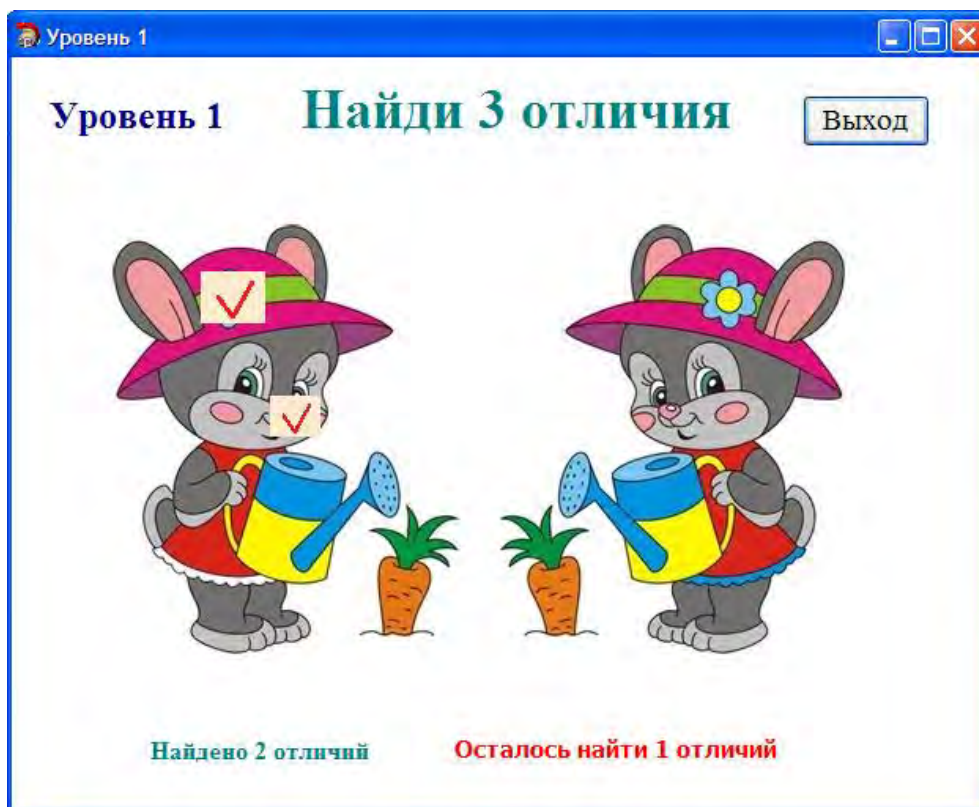 Уровень 1
Уровень 1
Найди 3 отличия
Выход
Найдено 2 отличий
Осталось найти 1 отличий